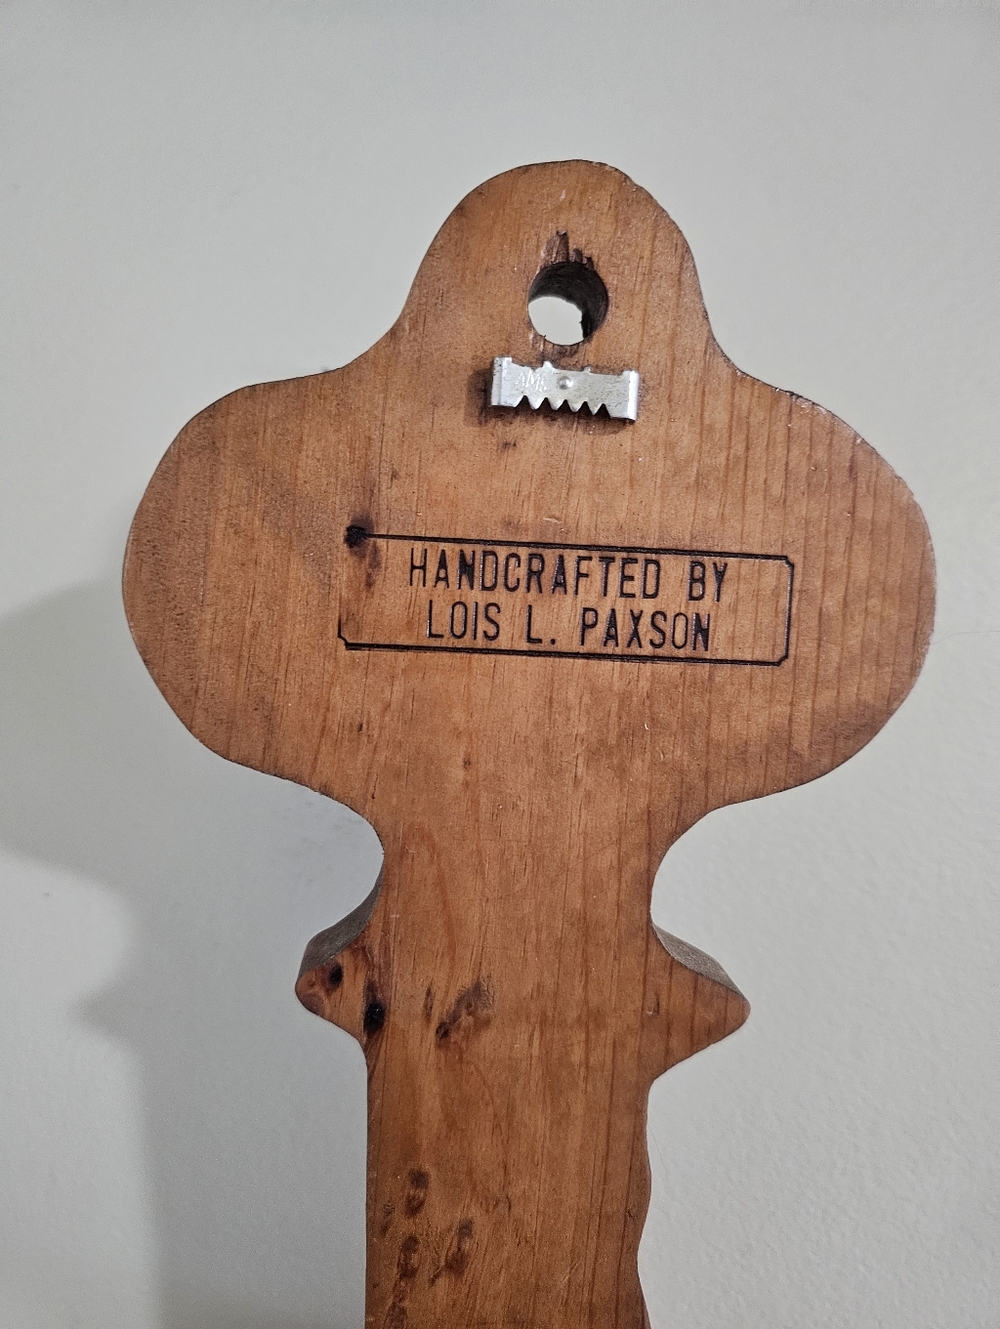 HANDCRAFTED BY
LOIS L. PAXSON